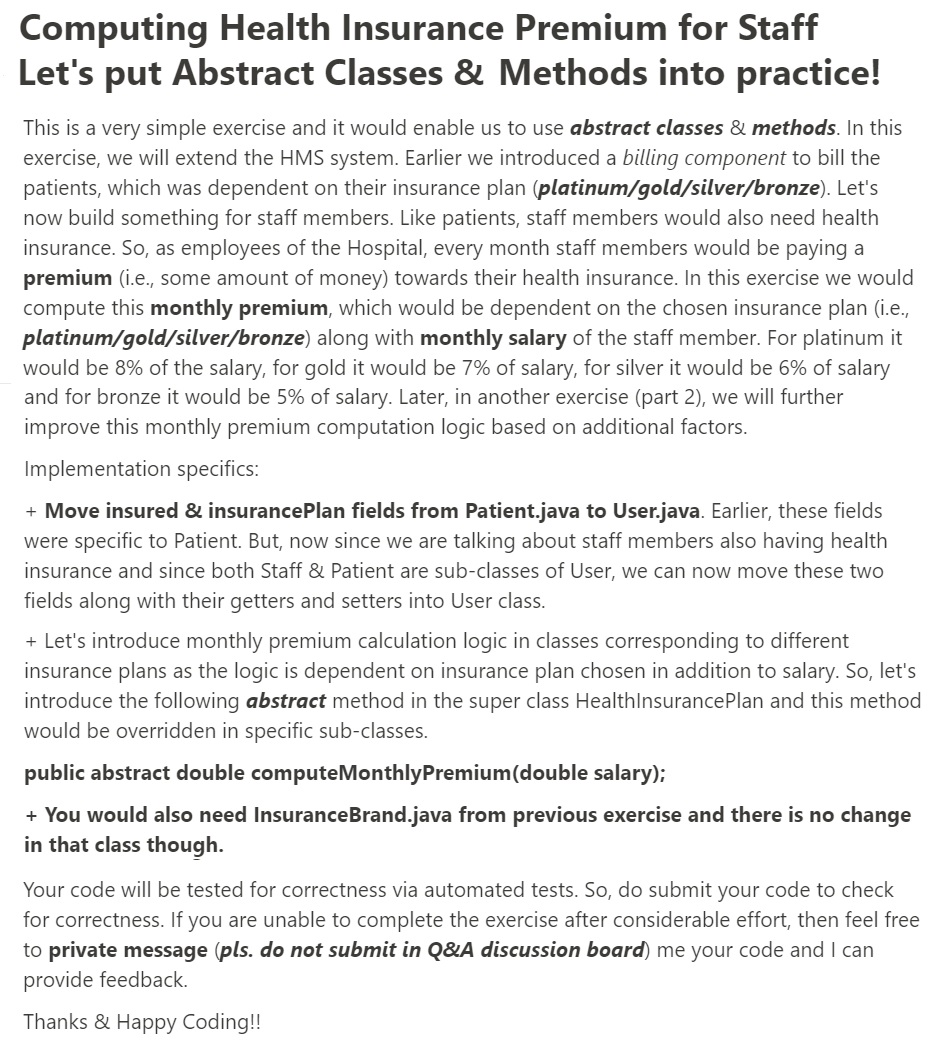 Computing Health Insurance Premium for Staff
Let's put Abstract Classes & Methods into practice!
This is a very simple exercise and it would enable us to use abstract classes & methods. In this
exercise, we will extend the HMS system. Earlier we introduced a billing component to bill the
patients, which was dependent on their insurance plan (platinum/gold/silver/bronze). Let's
now build something for staff members. Like patients, staff members would also need health
insurance. So, as employees of the Hospital, every month staff members would be paying a
premium (i.e., some amount of money) towards their health insurance. In this exercise we would
compute this monthly premium, which would be dependent on the chosen insurance plan (i.e.,
platinum/gold/silver/bronze) along with monthly salary of the staff member. For platinum it
would be 8% of the salary, for gold it would be 7% of salary, for silver it would be 6% of salary
and for bronze it would be 5% of salary. Later, in another exercise (part 2), we will further
improve this monthly premium computation logic based on additional factors.
Implementation specifics:
+ Move insured & insurancePlan fields from Patient.java to User.java. Earlier, these fields
were specific to Patient. But, now since we are talking about staff members also having health
insurance and since both Staff & Patient are sub-classes of User, we can now move these two
fields along with their getters and setters into User class.
+ Let's introduce monthly premium calculation logic in classes corresponding to different
insurance plans as the logic is dependent on insurance plan chosen in addition to salary. So, let's
introduce the following abstract method in the super class HealthInsurancePlan and this method
would be overridden in specific sub-classes.
public abstract double computeMonthlyPremium(double salary);
+ You would also need InsuranceBrand.java from previous exercise and there is no change
in that class though.
Your code will be tested for correctness via automated tests. So, do submit your code to check
for correctness. If you are unable to complete the exercise after considerable effort, then feel free
to private message (pls. do not submit in Q&A discussion board) me your code and I can
provide feedback.
Thanks & Happy Coding!!